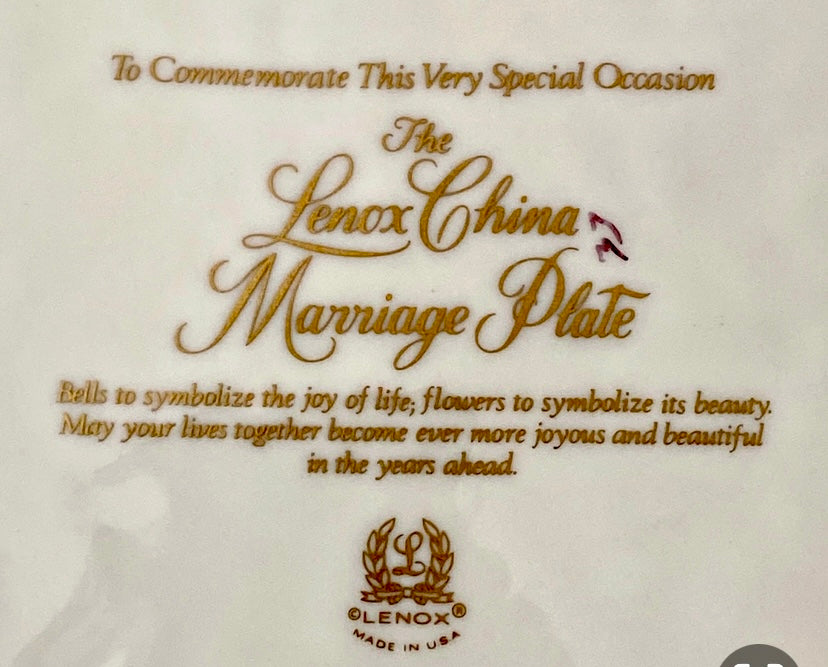 To Commemorate This Very Special Occasion
The
Lenox China
Marriage Plate
Bells to symbolize the joy of life; flowers to symbolize its beauty.
May your lives together become ever more joyous and beautiful
in the years ahead.
L
©LENOX®
MADE IN U.S.A